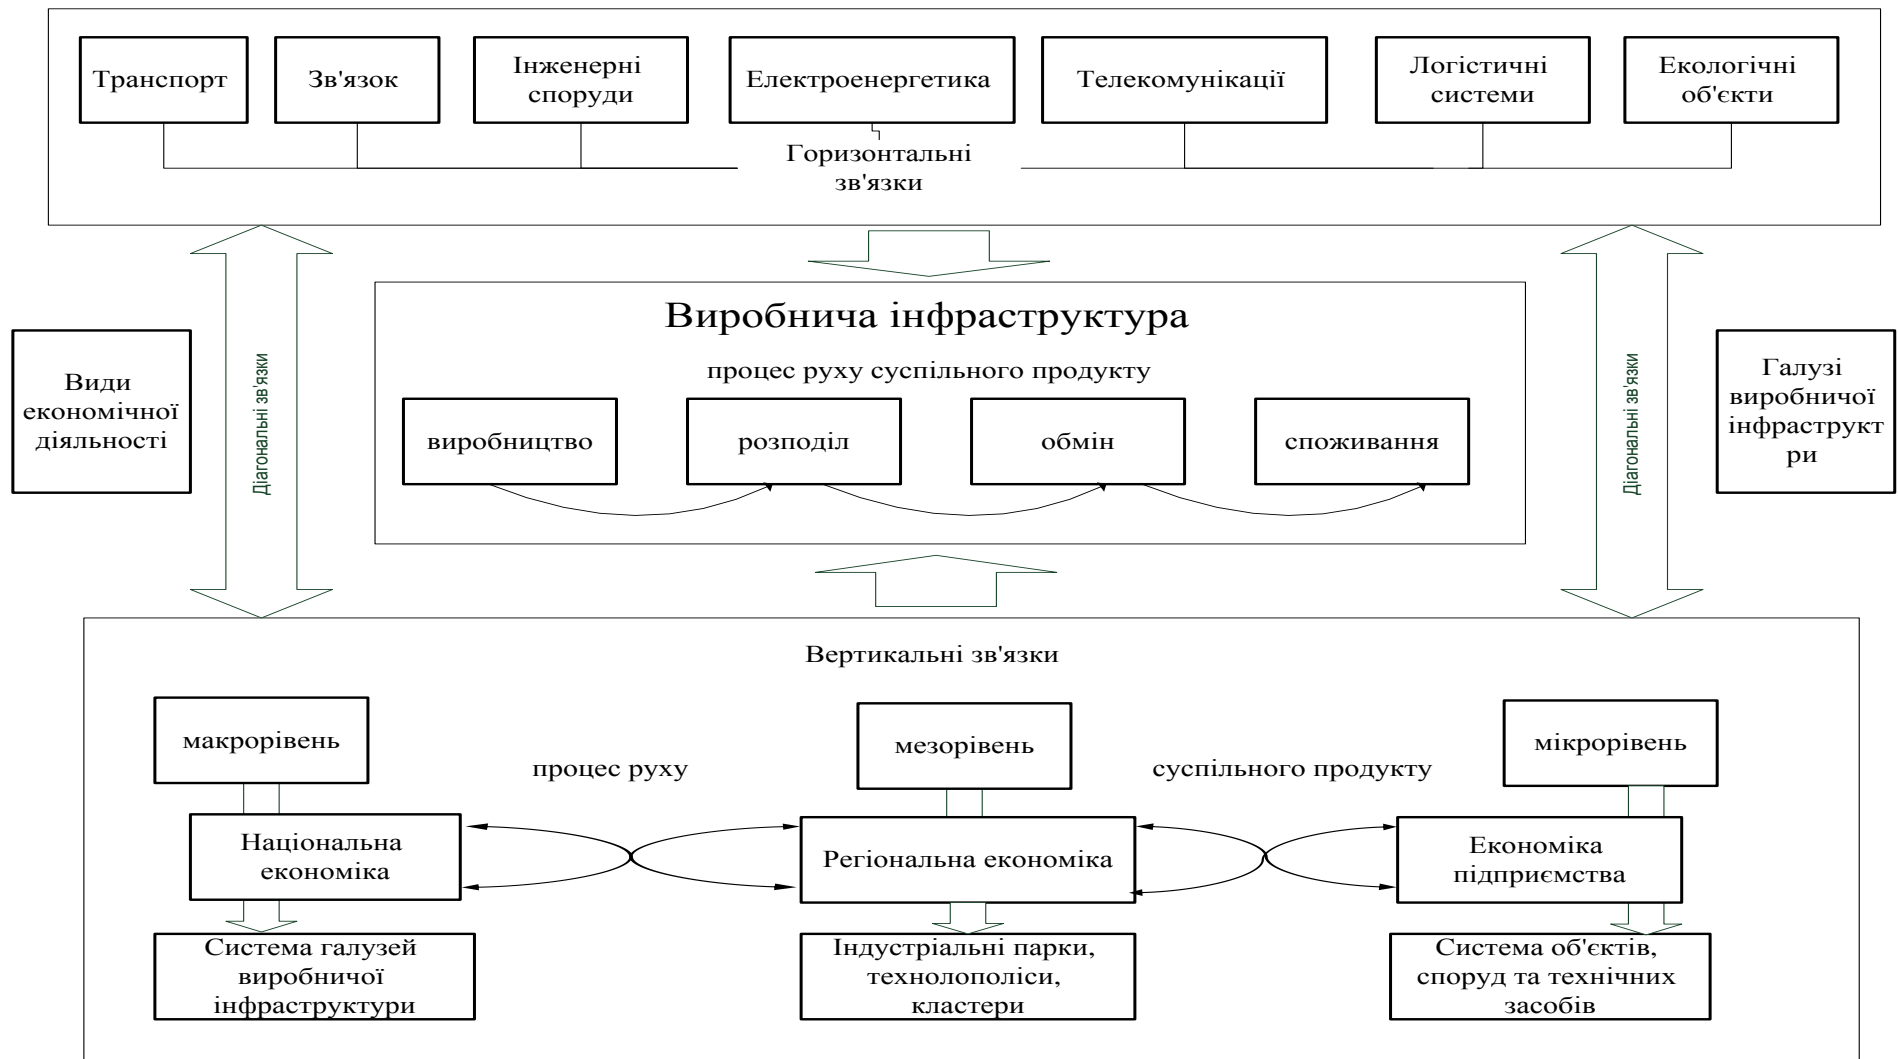 Транспорт
Зв'язок
Інженерні
споруди
Електроенергетика
Телекомунікації
Логістичні
системи
Екологічні
об'єкти
Горизонтальні
зв'язки
Види
економічної
діяльності
Діагональні зв'язки
Виробнича інфраструктура
процес руху суспільного продукту
виробництво
розподіл
обмін
споживання
Діагональні зв'язки
Галузі
виробничої
інфраструкт
ри
Вертикальні зв'язки
макрорівень
мезорівень
мікрорівень
процес руху
суспільного продукту
Національна
економіка
Регіональна економіка
Економіка
підприємства
Система галузей
виробничої
інфраструктури
Індустріальні парки,
технолополіси,
кластери
Система об'єктів,
споруд та технічних
засобів